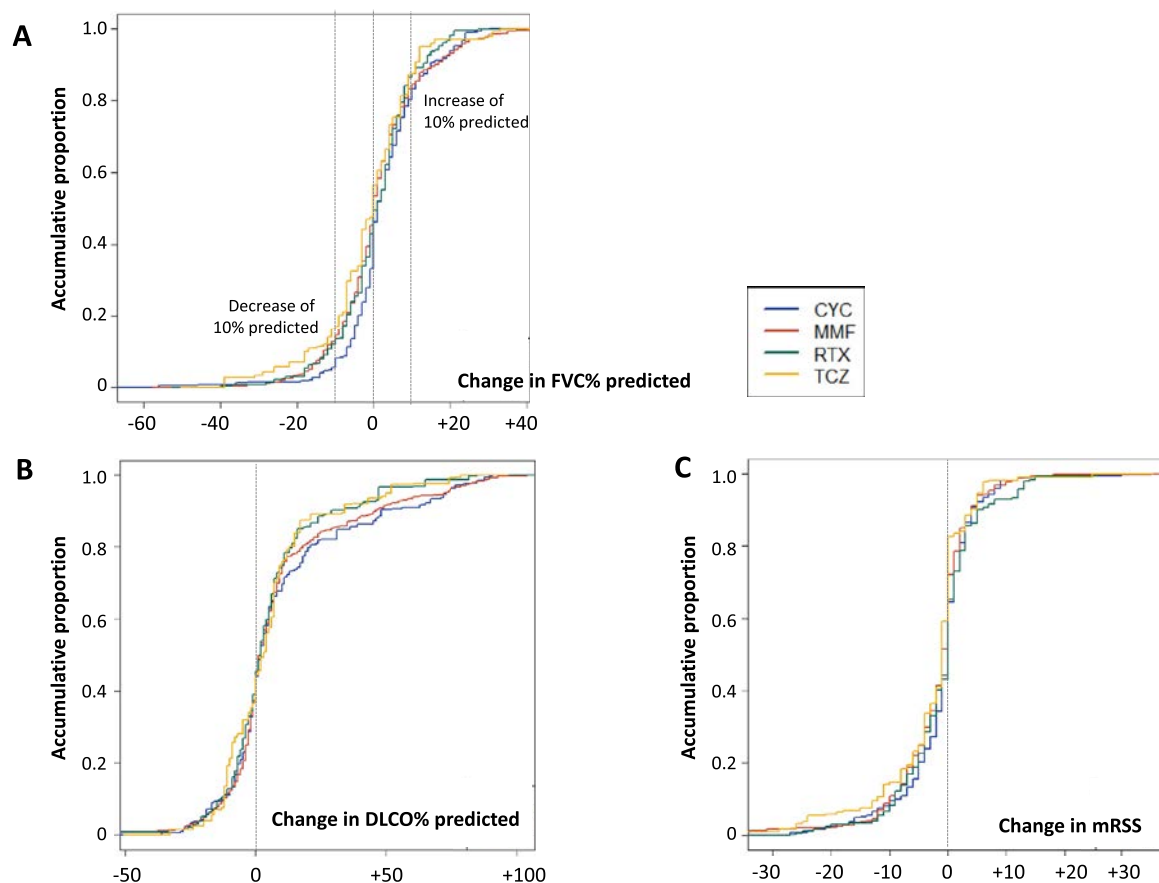 A
Accumulative proportion
1.0
0.8
0.6
0.4
0.2
0
Increase of
10% predicted
Decrease of
10% predicted
Change in FVC% predicted
-60 -40 -20 0 +20 +40
CYC
MMF
RTX
TCZ
B
Accumulative proportion
1.0
0.8
0.6
0.4
0.2
0
Change in DLCO% predicted
-50 0 +50 +100
C
Accumulative proportion
1.0
0.8
0.6
0.4
0.2
0
Change in mRSS
-30 -20 -10 0 +10 +20 +30